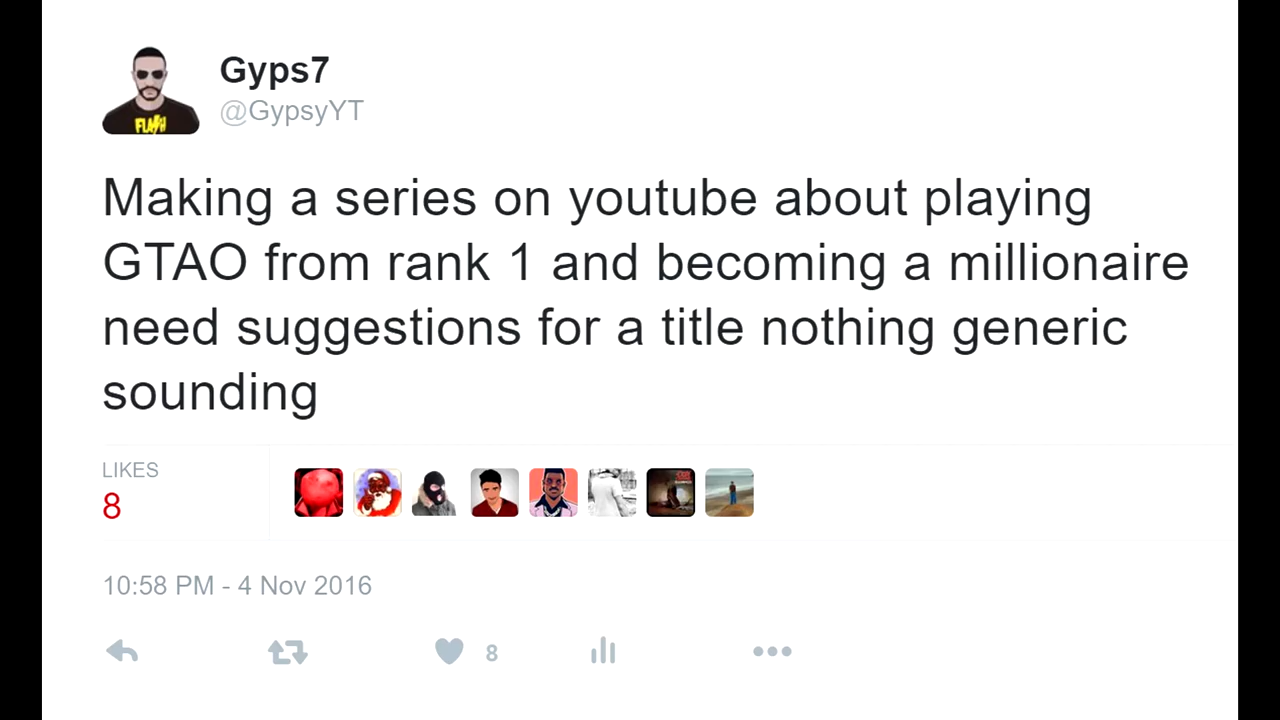 Gyps7
@GypsyYT
FLASH
Making a series on youtube about playing
GTAO from rank 1 and becoming a millionaire
need suggestions for a title nothing generic
sounding
LIKES
8
10:58 PM - 4 Nov 2016
8